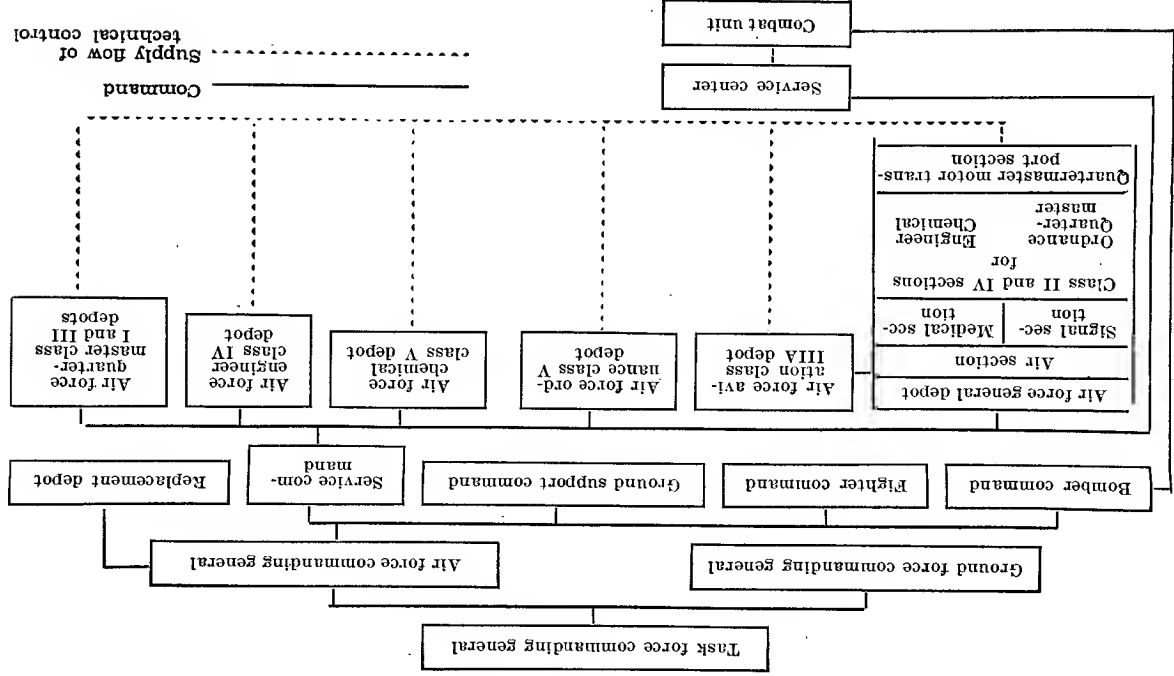 Task force commanding general
Ground force commanding general
Air force commanding general
Bomber command
Fighter command
Ground support command
Service com-
mand
Replacement depot
Air force general depot
Air section
Signal sec-
tion
Medical sec-
tion
Class II and IV sections
for
Ordnance Engineer
Quarter- Chemical
master
Quartermaster motor trans-
port section
Air force avi-
ation class
IIIA depot
Air force ord-
nance class V
depot
Air force
chemical
class V depot
Air force
engineer
class IV
depot
Air force
quarter-
master class
I and III
depots
Service center
Combat unit
Command
Supply flow of
technical control